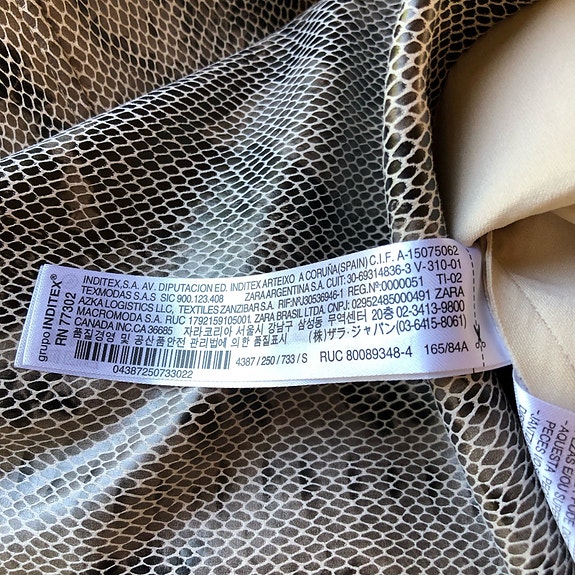 grupo INDITEX®
RN 77302
INDITEX,S.A. AV. DIPUTACION ED. INDITEX ARTEIXO A CORUÑA(SPAIN) C.I.F. A-15075062
TEXMODAS S.A.S SIC 900.123.408 ZARA ARGENTINA S.A. CUIT: 30-69314836-3 V-310-01
AZKA LOGISTICS LLC, TEXTILES ZANZIBAR S.A. RIF:NºJ30536946-1 REG.Nº:0000051 TI-02
MACROMODA S.A. RUC 1792159105001. ZARA BRASIL LTDA. CNPJ: 02952485000491 ZARA
CANADA INC.CA 36685 자라코리아 서울시 강남구 삼성동 무역센터 20층 02-3413-9800
품질경영 및 공산품안전 관리법에 의한 품질표시 (株)ザラ・ジャパン(03-6415-8061)
04387250733022
4387 / 250 / 733 / S RUC 80089348-4 165/84A
-AQUESTA P